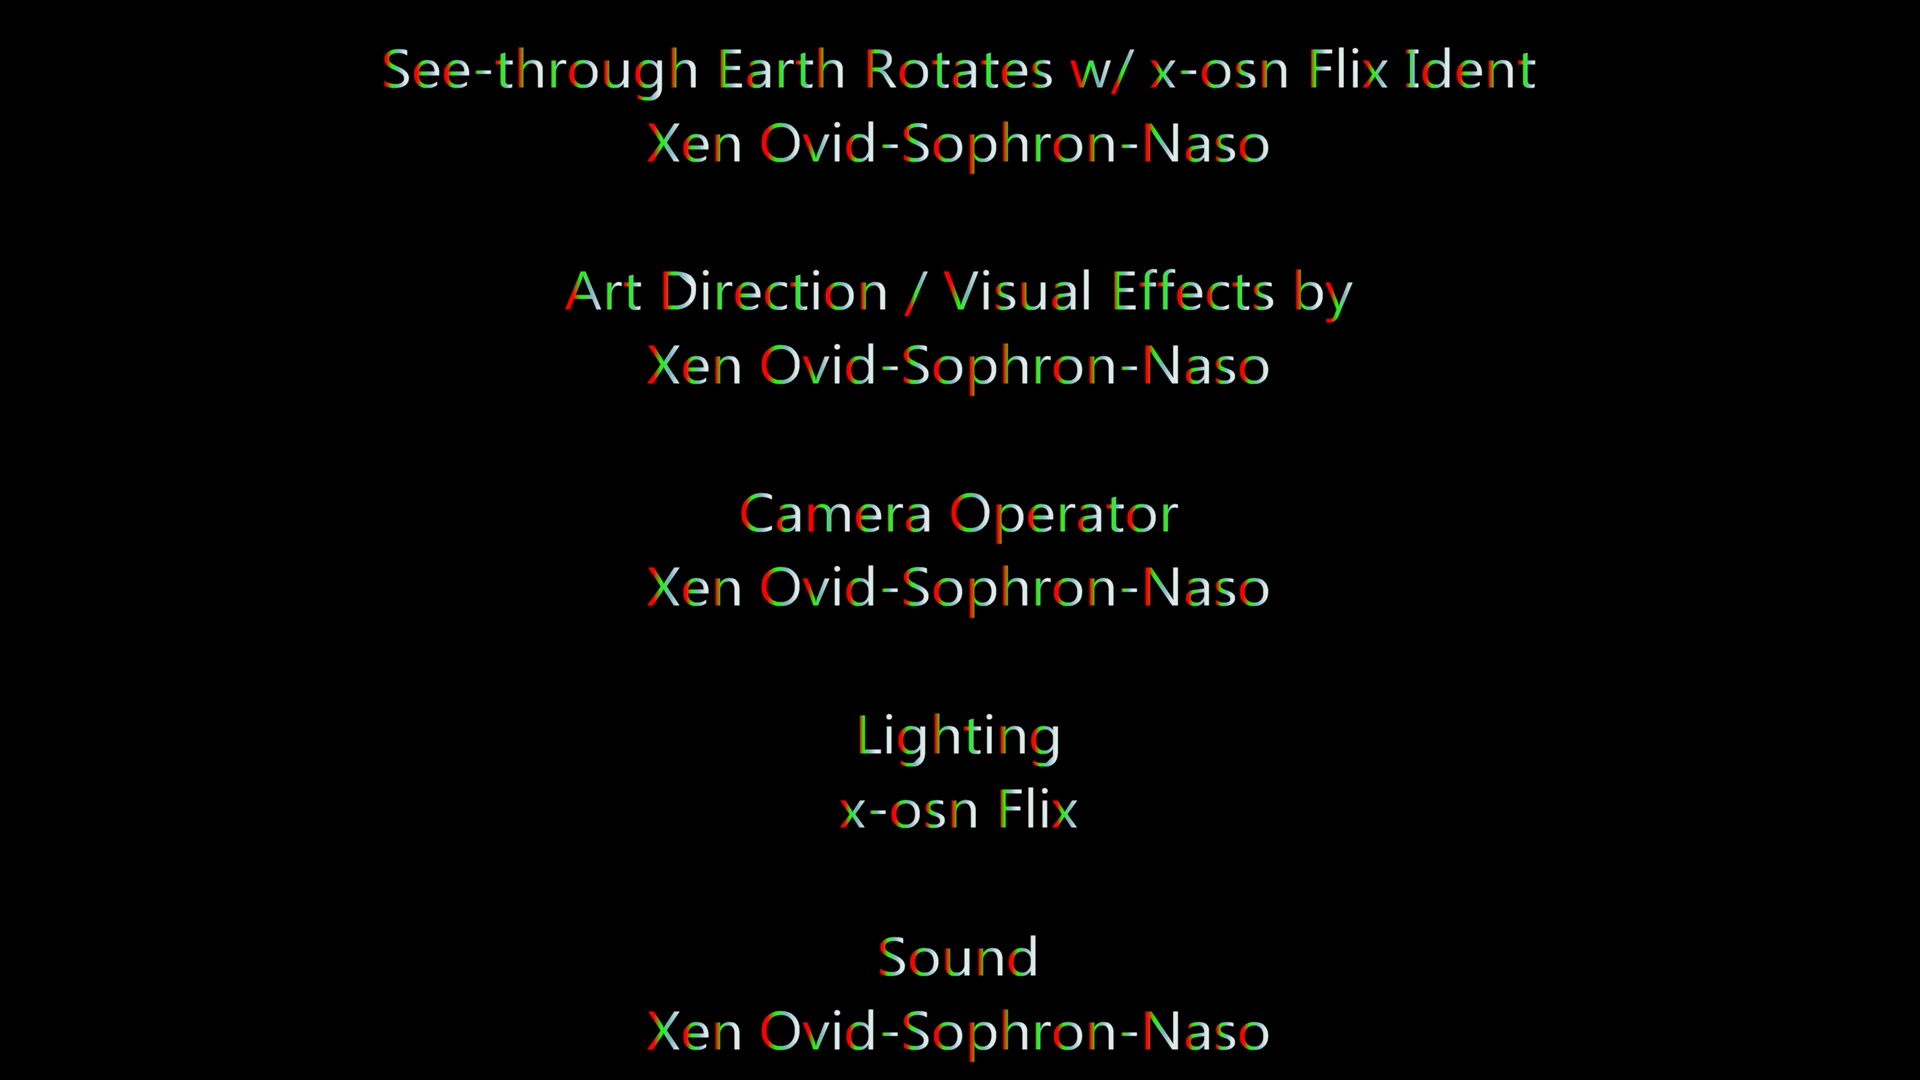 See-through Earth Rotates w/ x-osn Flix Ident
Xen Ovid-Sophron-Naso
Art Direction / Visual Effects by
Xen Ovid-Sophron-Naso
Camera Operator
Xen Ovid-Sophron-Naso
Lighting
x-osn Flix
Sound
Xen Ovid-Sophron-Naso